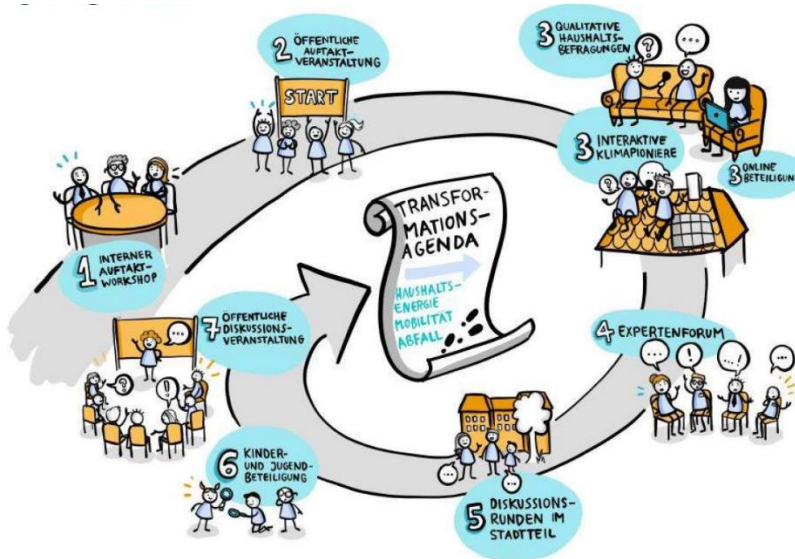 1 INTERNER
AUFTAKT-
WORKSHOP
2 ÖFFENTLICHE
AUFTAKT-
VERANSTALTUNG
START
3 QUALITATIVE
HAUSHALTS-
BEFRAGUNGEN
?
...
3 INTERAKTIVE
KLIMAPIONIERE
?
...
3 ONLINE
BETEILIGUNG
4 EXPERTENFORUM
...
!
...!
...
5 DISKUSSIONS-
RUNDEN IM
STADTTEIL
...
...
6 KINDER-
UND JUGEND-
BETEILIGUNG
7 ÖFFENTLICHE
DISKUSSIONS-
VERANSTALTUNG
...
?
!
TRANSFOR-
MATIONS-
AGENDA
HAUSHALTS-
ENERGIE
MOBILITÄT
ABFALL